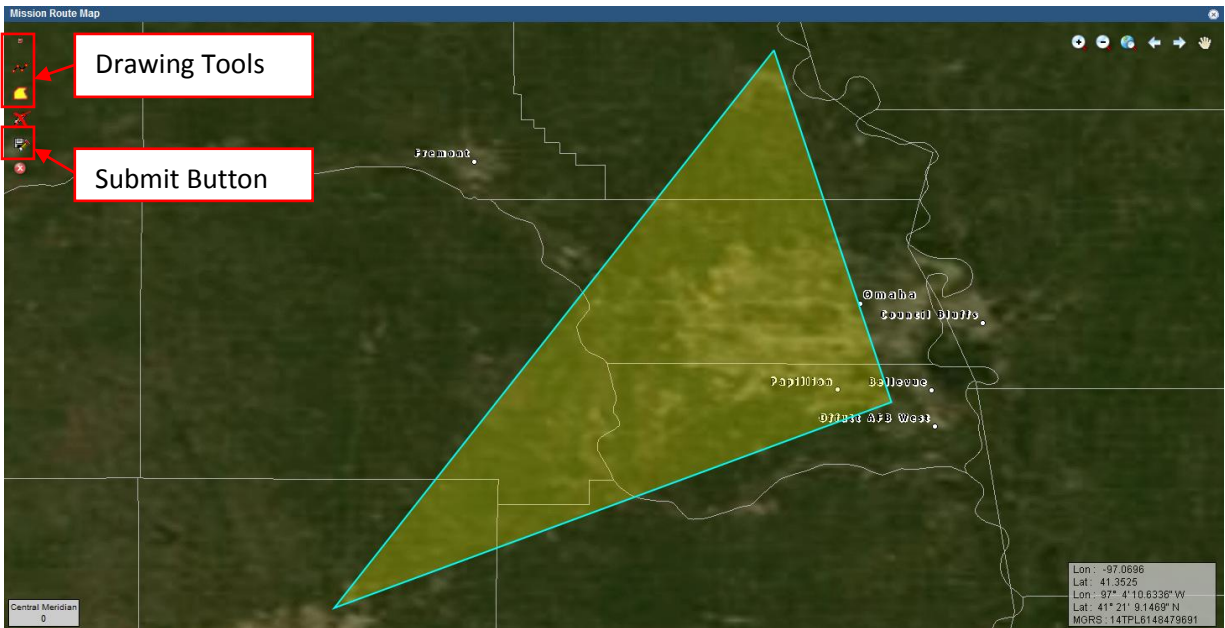 Mission Route Map
Drawing Tools
Submit Button
Fremont
Omaha
Council Bluffs
Papillion
Bellevue
Offutt AFB West
Central Meridian
0
Lon : -97.0696
Lat : 41.3525
Lon : 97° 4' 10.6336" W
Lat : 41° 21' 9.1469" N
MGRS : 14TPL6148479691